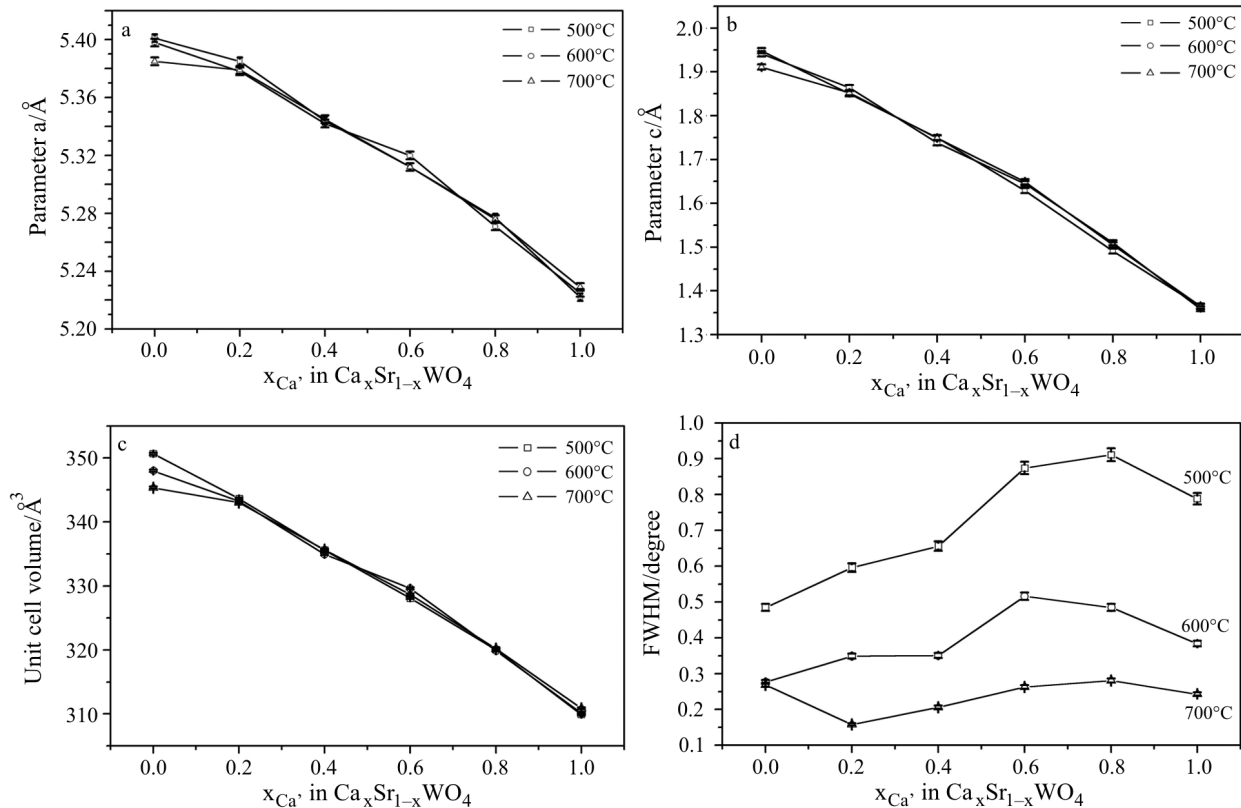 a
500°C
600°C
700°C
5.40
5.36
5.32
5.28
5.24
5.20
Parameter a/Å
0.0 0.2 0.4 0.6 0.8 1.0
xCa, in CaxSr1–xWO4
b
500°C
600°C
700°C
2.0
1.9
1.8
1.7
1.6
1.5
1.4
1.3
Parameter c/Å
0.0 0.2 0.4 0.6 0.8 1.0
xCa, in CaxSr1–xWO4
c
500°C
600°C
700°C
350
340
330
320
310
Unit cell volume/Å3
0.0 0.2 0.4 0.6 0.8 1.0
xCa, in CaxSr1–xWO4
d
1.0
0.9
0.8
0.7
0.6
0.5
0.4
0.3
0.2
0.1
FWHM/degree
500°C
600°C
700°C
0.0 0.2 0.4 0.6 0.8 1.0
xCa, in CaxSr1–xWO4